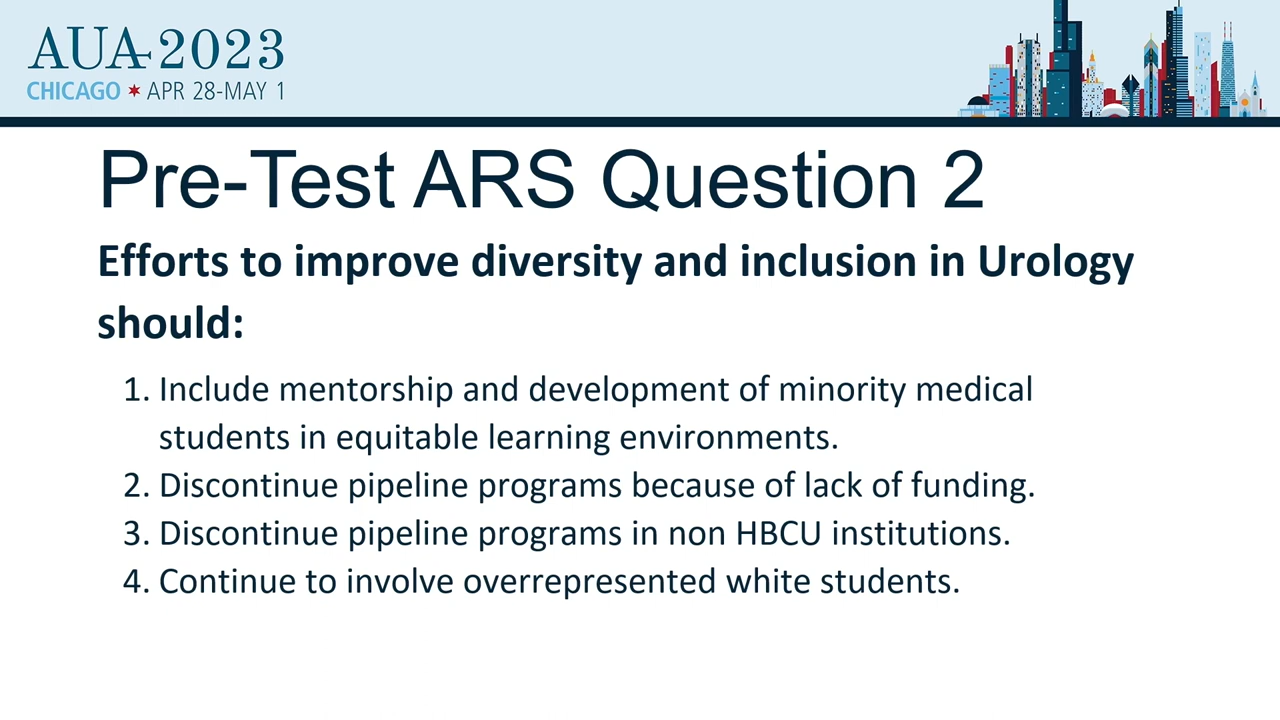 AUA 2023
CHICAGO ✶ APR 28-MAY 1
Pre-Test ARS Question 2
Efforts to improve diversity and inclusion in Urology
should:
1. Include mentorship and development of minority medical
students in equitable learning environments.
2. Discontinue pipeline programs because of lack of funding.
3. Discontinue pipeline programs in non HBCU institutions.
4. Continue to involve overrepresented white students.